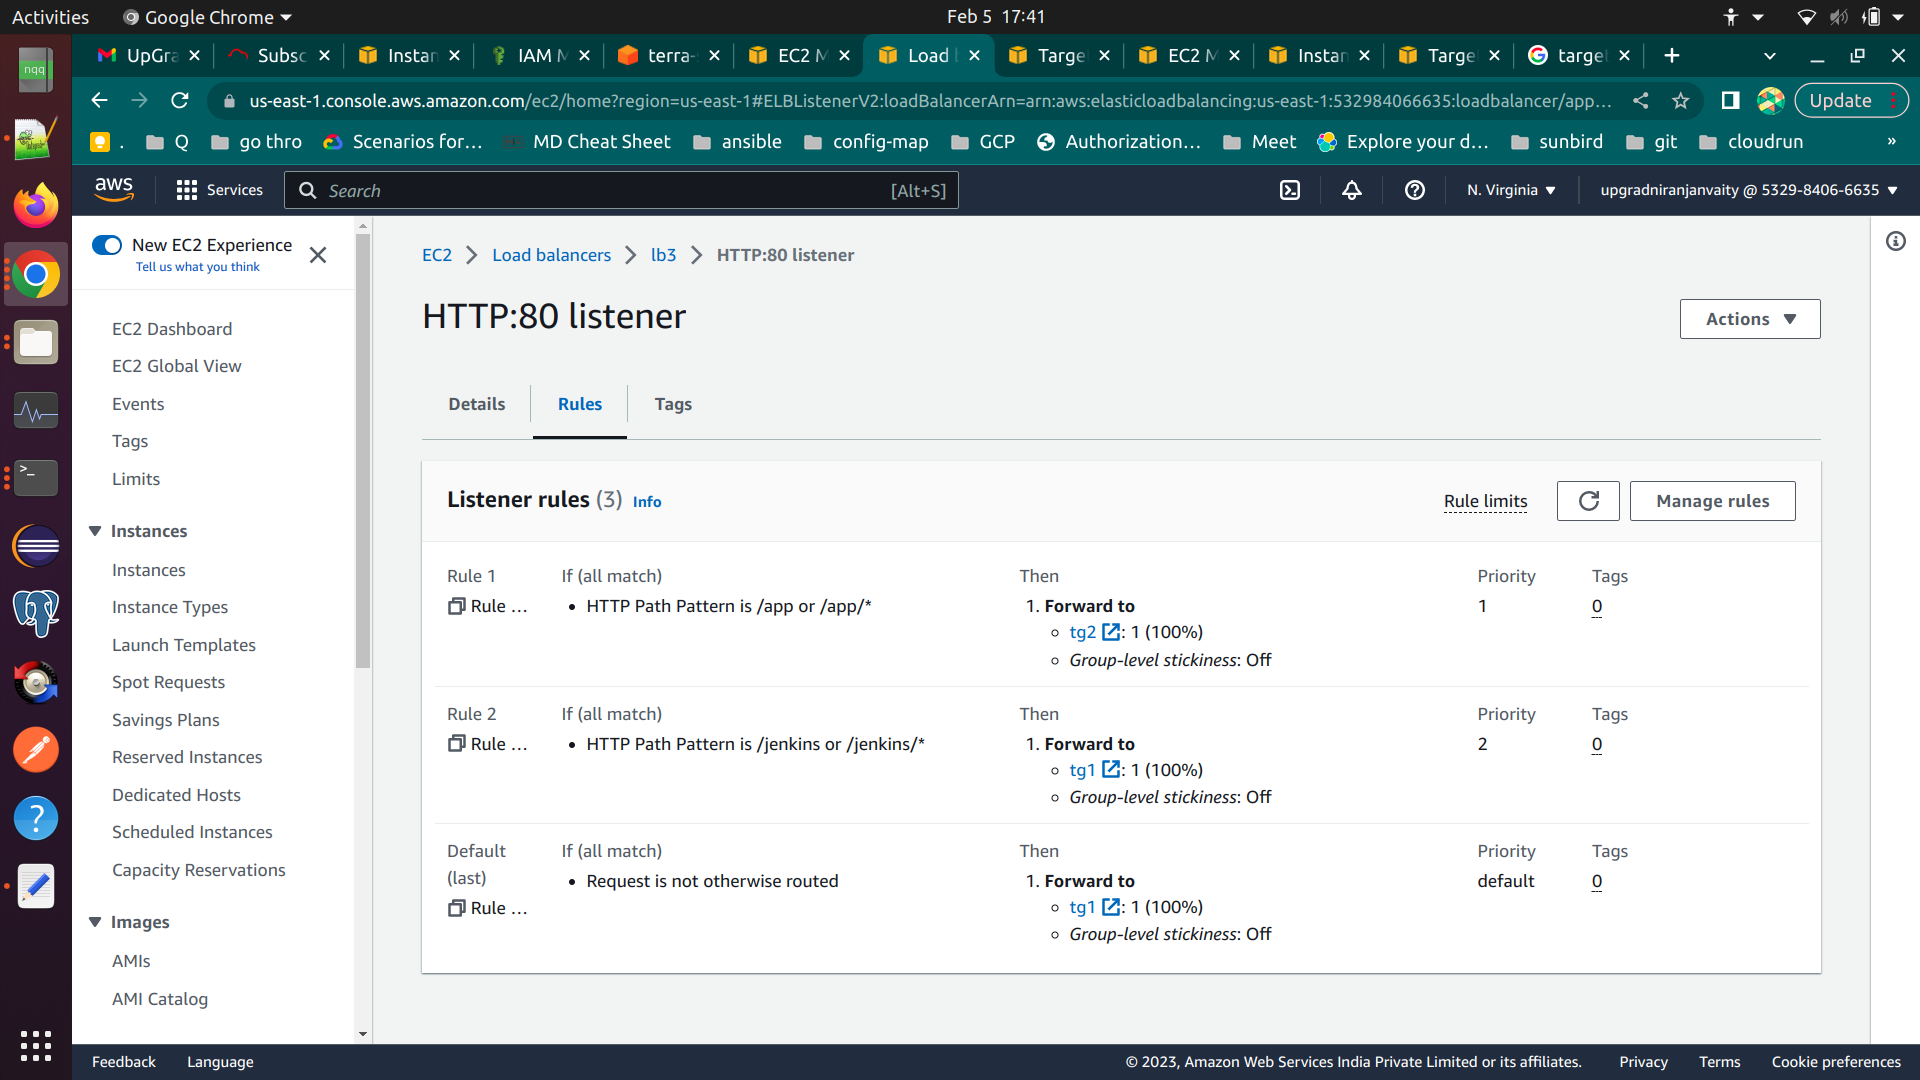 Activities
Google Chrome
Feb 5 17:41
nqq
UpGra
Subsc
Instan
IAM M
terra-
EC2 M
Load b
Targe
EC2 M
Instan
Targe
target
us-east-1.console.aws.amazon.com/ec2/home?region=us-east-1#ELBListenerV2:loadBalancerArn=arn:aws:elasticloadbalancing:us-east-1:532984066635:loadbalancer/app...
Update
.
Q
go thro
Scenarios for...
MD Cheat Sheet
ansible
config-map
GCP
Authorization...
Meet
Explore your d...
sunbird
git
cloudrun
»
aws
Services
Search
[Alt+S]
N. Virginia
upgradniranjanvaity @ 5329-8406-6635
New EC2 Experience
Tell us what you think
EC2 Dashboard
EC2 Global View
Events
Tags
Limits
Instances
Instances
Instance Types
Launch Templates
Spot Requests
Savings Plans
Reserved Instances
Dedicated Hosts
Scheduled Instances
Capacity Reservations
Images
AMIs
AMI Catalog
EC2 > Load balancers > lb3 > HTTP:80 listener
HTTP:80 listener
Actions
Details
Rules
Tags
Listener rules (3) Info
Rule limits
Manage rules
Rule 1
Rule ...
If (all match)
• HTTP Path Pattern is /app or /app/*
Then
1. Forward to
tg2 : 1 (100%)
Group-level stickiness: Off
Priority
1
Tags
0
Rule 2
Rule ...
If (all match)
• HTTP Path Pattern is /jenkins or /jenkins/*
Then
1. Forward to
tg1 : 1 (100%)
Group-level stickiness: Off
Priority
2
Tags
0
Default
(last)
Rule ...
If (all match)
• Request is not otherwise routed
Then
1. Forward to
tg1 : 1 (100%)
Group-level stickiness: Off
Priority
default
Tags
0
Feedback
Language
© 2023, Amazon Web Services India Private Limited or its affiliates.
Privacy
Terms
Cookie preferences